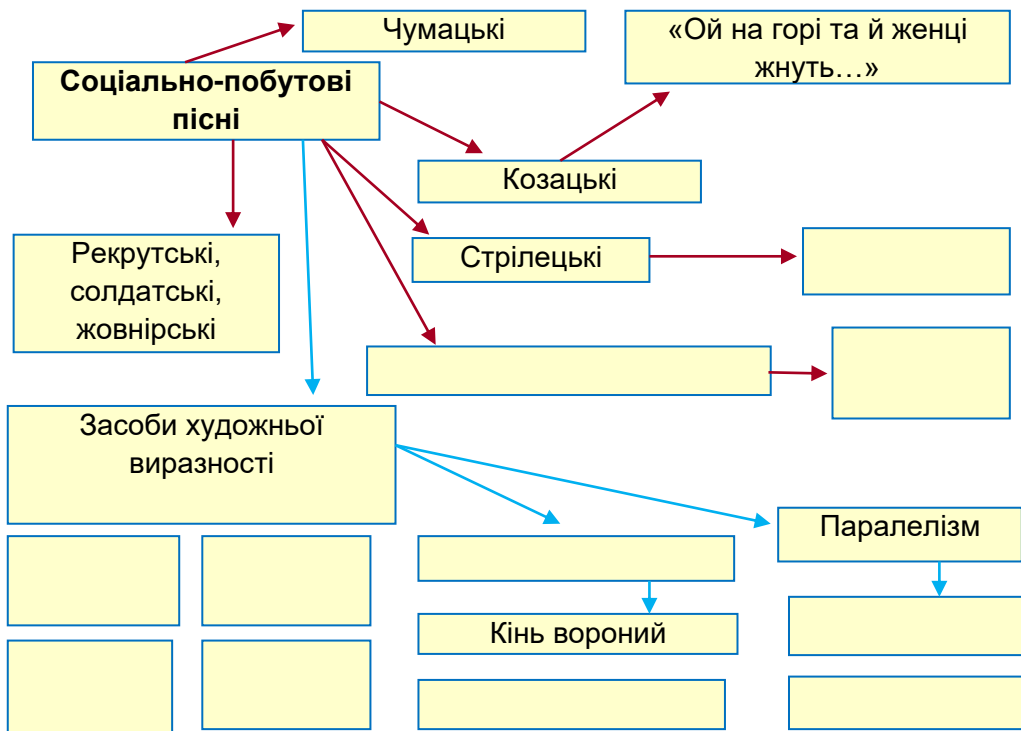 Чумацькі
«Ой на горі та й женці
жнуть…»
Соціально-побутові
пісні
Козацькі
Рекрутські,
солдатські,
жовнірські
Стрілецькі
Засоби художньої
виразності
Паралелізм
Кінь вороний